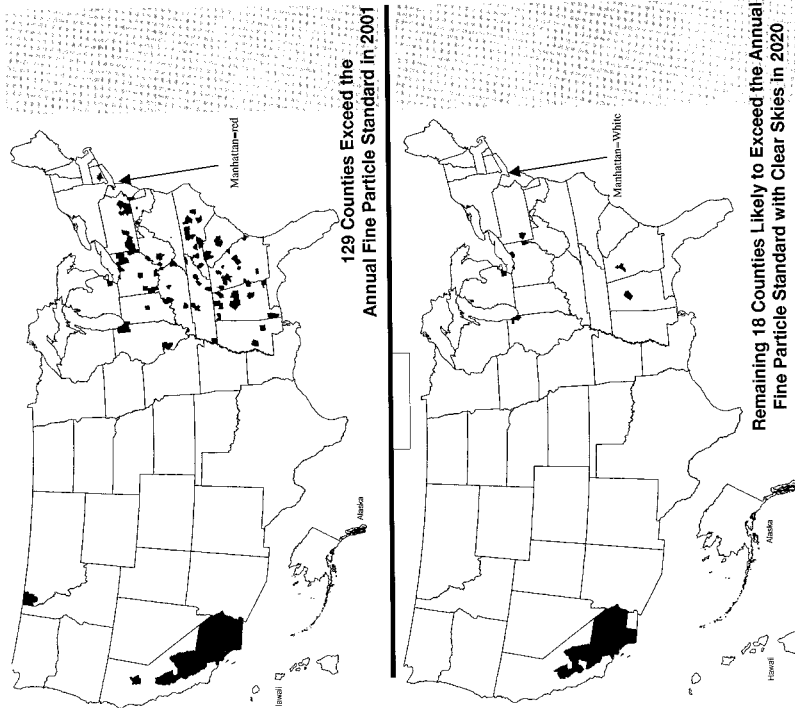 Manhattan=red
129 Counties Exceed the
Annual Fine Particle Standard in 2001
Alaska
Manhattan=White
Remaining 18 Counties Likely to Exceed the Annual
Fine Particle Standard with Clear Skies in 2020
Alaska
Hawaii